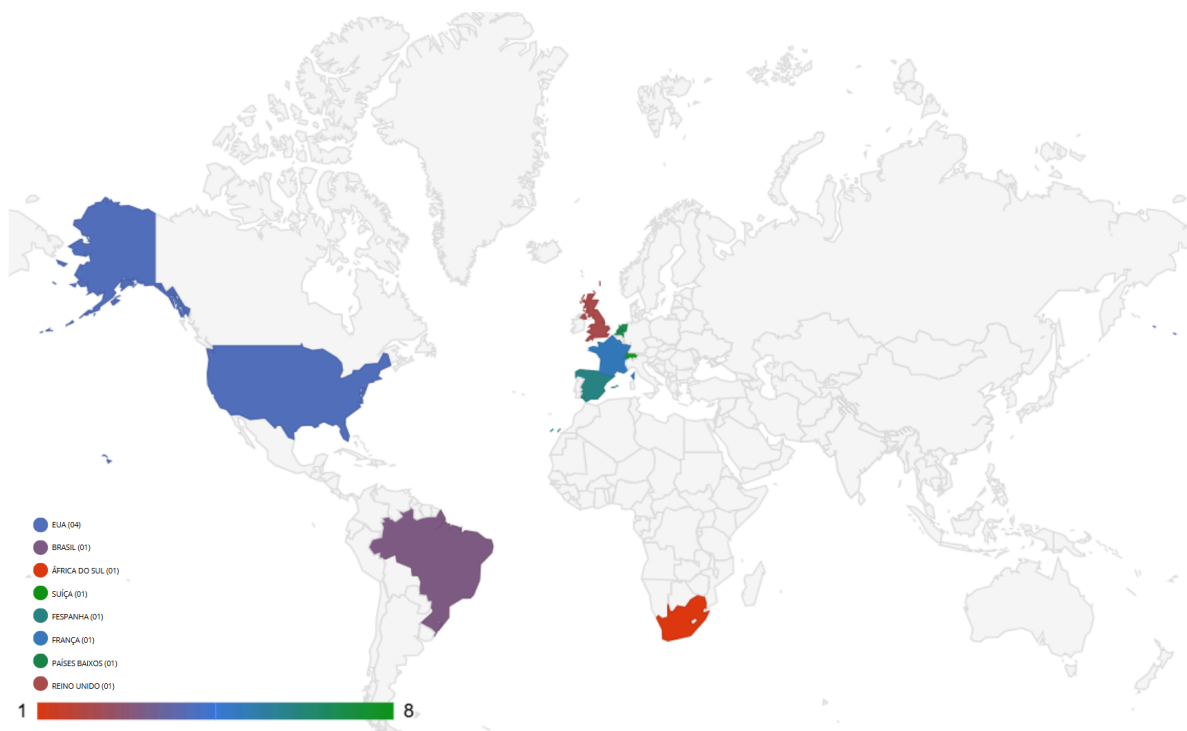 EUA (04)
BRASIL (01)
ÁFRICA DO SUL (01)
SUÍÇA (01)
FESPANHA (01)
FRANÇA (01)
PAÍSES BAIXOS (01)
REINO UNIDO (01)
1 8